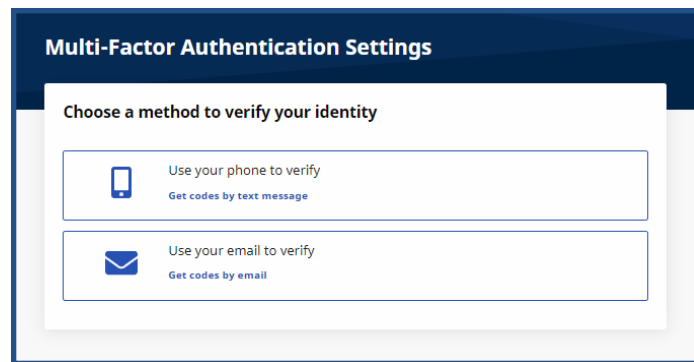 Multi-Factor Authentication Settings
Choose a method to verify your identity
Use your phone to verify
Get codes by text message
Use your email to verify
Get codes by email